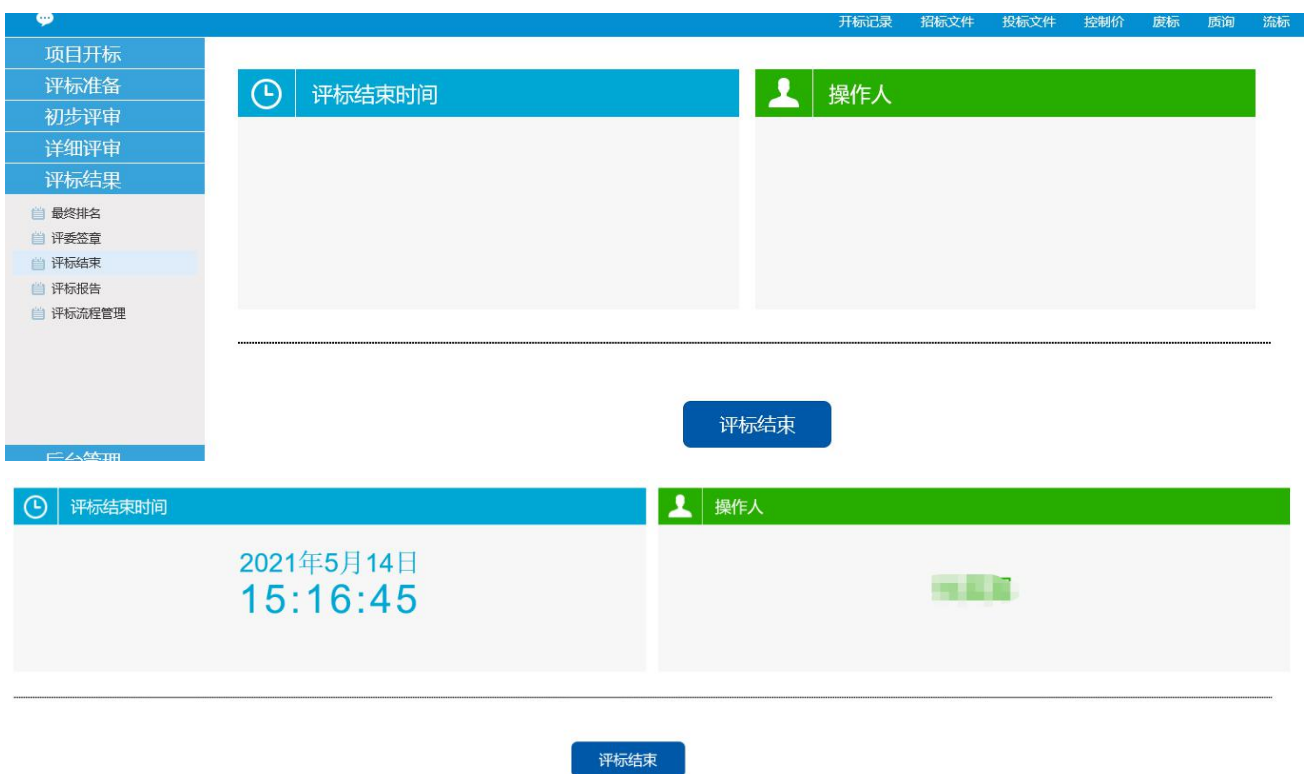 开标记录 招标文件 投标文件 控制价 废标 质询 流标
项目开标
评标准备
初步评审
详细评审
评标结果
最终排名
评委签章
评标结束
评标报告
评标流程管理
后台管理
评标结束时间
操作人
评标结束
评标结束时间
操作人
2021年5月14日
15:16:45
评标结束